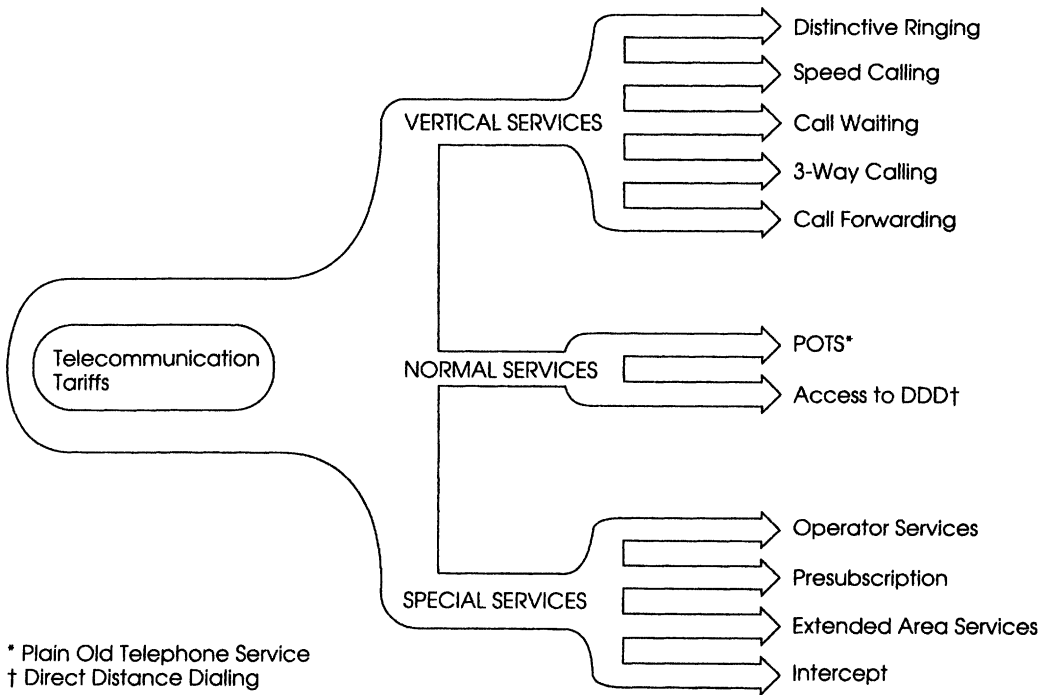 Telecommunication
Tariffs
VERTICAL SERVICES
Distinctive Ringing
Speed Calling
Call Waiting
3-Way Calling
Call Forwarding
NORMAL SERVICES
POTS*
Access to DDD†
SPECIAL SERVICES
Operator Services
Presubscription
Extended Area Services
Intercept
* Plain Old Telephone Service
† Direct Distance Dialing